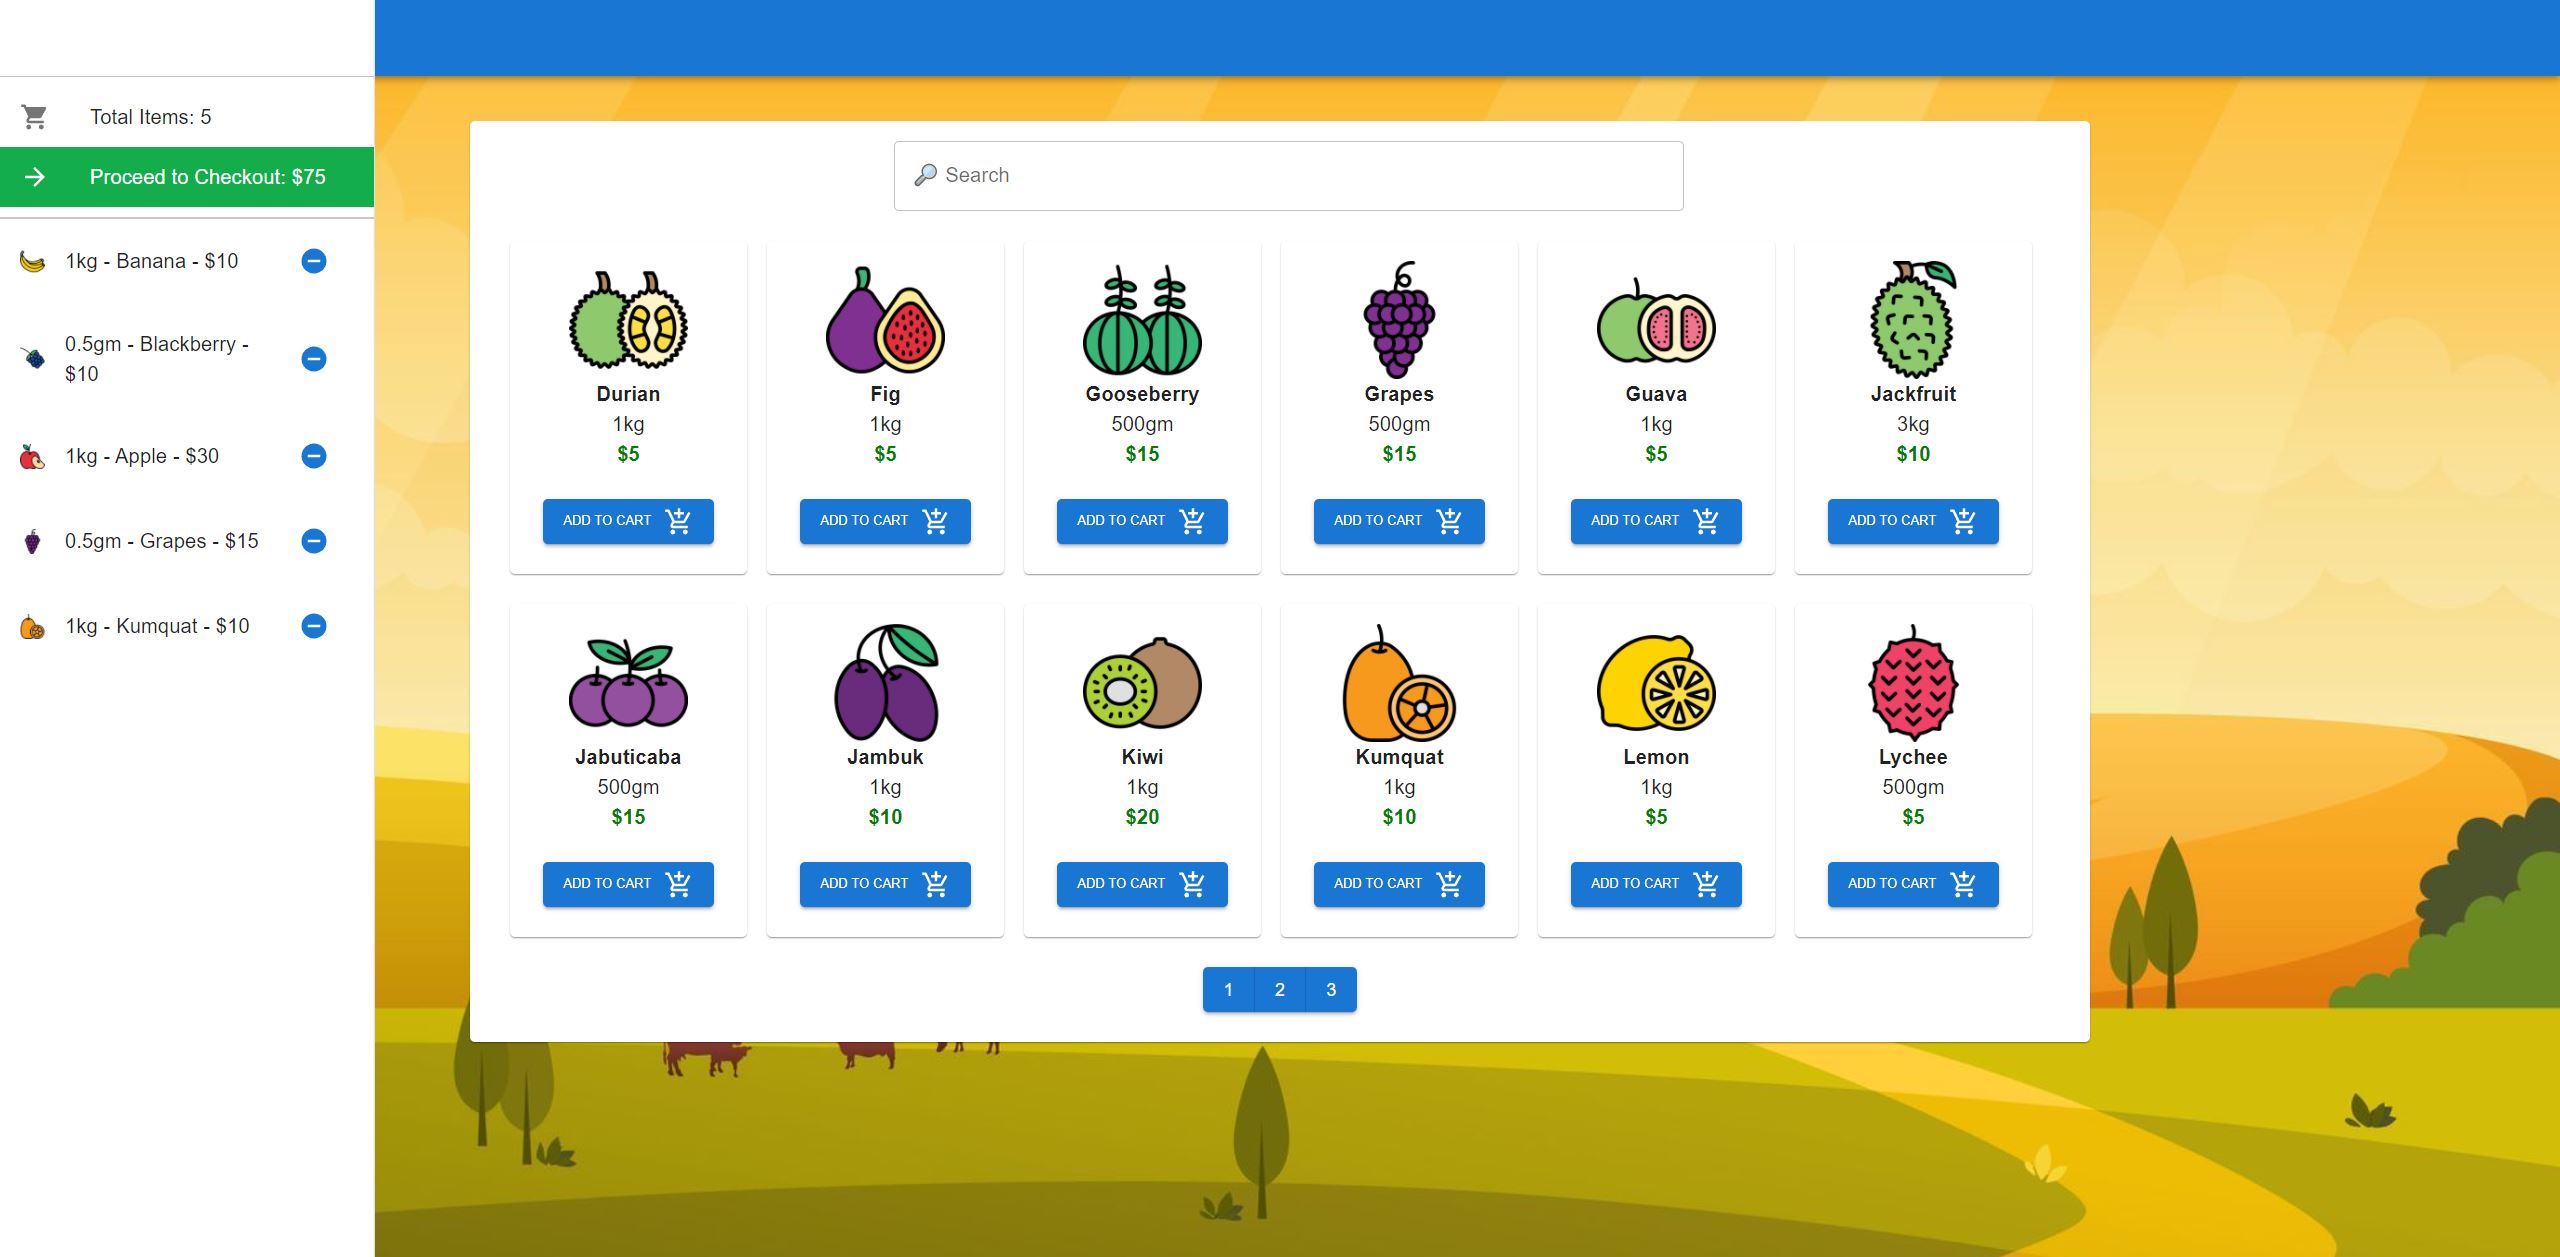 Total Items: 5
Proceed to Checkout: $75
1kg - Banana - $10
0.5gm - Blackberry -
$10
1kg - Apple - $30
0.5gm - Grapes - $15
1kg - Kumquat - $10
Search
Durian
1kg
$5
ADD TO CART
Fig
1kg
$5
ADD TO CART
Gooseberry
500gm
$15
ADD TO CART
Grapes
500gm
$15
ADD TO CART
Guava
1kg
$5
ADD TO CART
Jackfruit
3kg
$10
ADD TO CART
Jabuticaba
500gm
$15
ADD TO CART
Jambuk
1kg
$10
ADD TO CART
Kiwi
1kg
$20
ADD TO CART
Kumquat
1kg
$10
ADD TO CART
Lemon
1kg
$5
ADD TO CART
Lychee
500gm
$5
ADD TO CART
1 2 3